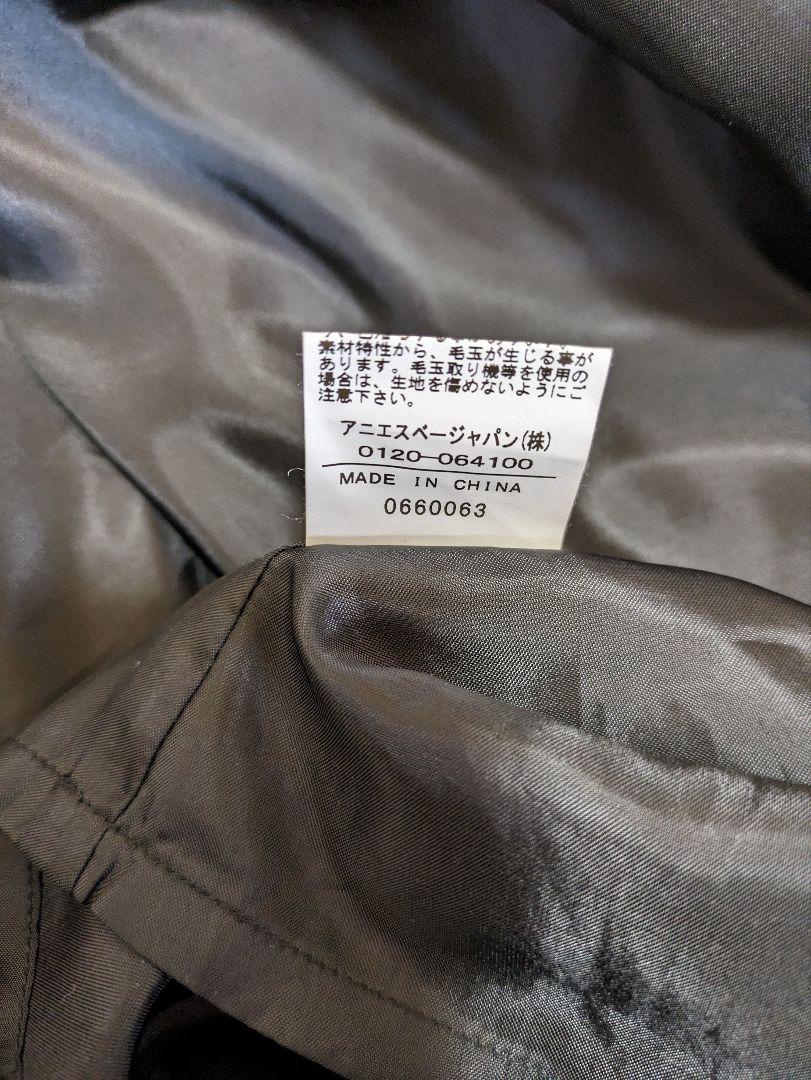 素材特性から、毛玉が生じる事が
あります。毛玉取り機等を使用の
場合は、生地を傷めないようにご
注意下さい。
アニエスベージャパン(株)
0120-064100
MADE IN CHINA
0660063